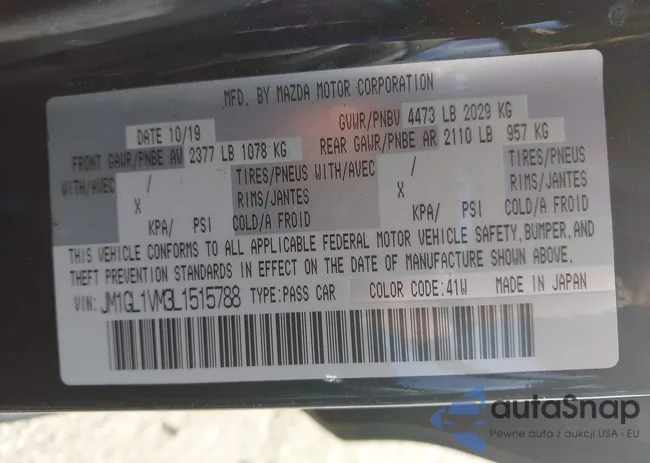 MFD. BY MAZDA MOTOR CORPORATION
DATE 10/19 GVWR/PNBV 4473 LB 2029 KG
FRONT GAWR/PNBE AV 2377 LB 1078 KG REAR GAWR/PNBE AR 2110 LB 957 KG
WITH/AVEC / TIRES/PNEUS WITH/AVEC / TIRES/PNEUS
X RIMS/JANTES X RIMS/JANTES
KPA/ PSI COLD/A FROID KPA/ PSI COLD/A FROID
THIS VEHICLE CONFORMS TO ALL APPLICABLE FEDERAL MOTOR VEHICLE SAFETY, BUMPER, AND
THEFT PREVENTION STANDARDS IN EFFECT ON THE DATE OF MANUFACTURE SHOWN ABOVE.
VIN: JM1GL1VM3L1515788 TYPE: PASS CAR COLOR CODE: 41W MADE IN JAPAN
autoSnap
Pewne auta z aukcji USA i EU